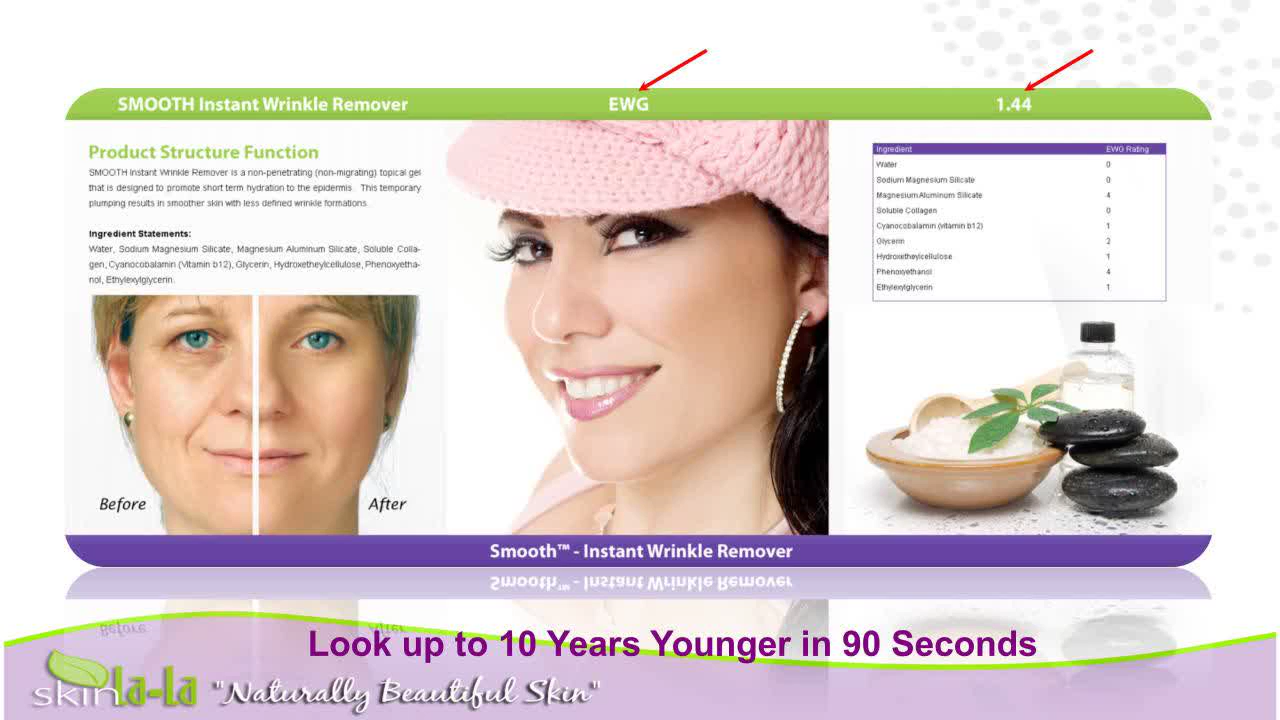 SMOOTH Instant Wrinkle Remover EWG 1.44
Product Structure Function
SMOOTH Instant Wrinkle Remover is a non-penetrating (non-migrating) topical gel
that is designed to promote short term hydration to the epidermis. This temporary
plumping results in smoother skin with less defined wrinkle formations.
Ingredient Statements:
Water, Sodium Magnesium Silicate, Magnesium Aluminum Silicate, Soluble Colla-
gen, Cyanocobalamin (Vitamin b12), Glycerin, Hydroxetheylcellulose, Phenoxyetha-
nol, Ethylexylglycerin.
Before
After
Ingredient EWG Rating
Water 0
Sodium Magnesium Silicate 0
Magnesium Aluminum Silicate 4
Soluble Collagen 0
Cyanocobalamin (vitamin b12) 1
Glycerin 2
Hydroxetheylcellulose 1
Phenoxyethanol 4
Ethylexylglycerin 1
Smooth™ - Instant Wrinkle Remover
Look up to 10 Years Younger in 90 Seconds
skin la-la "Naturally Beautiful Skin"